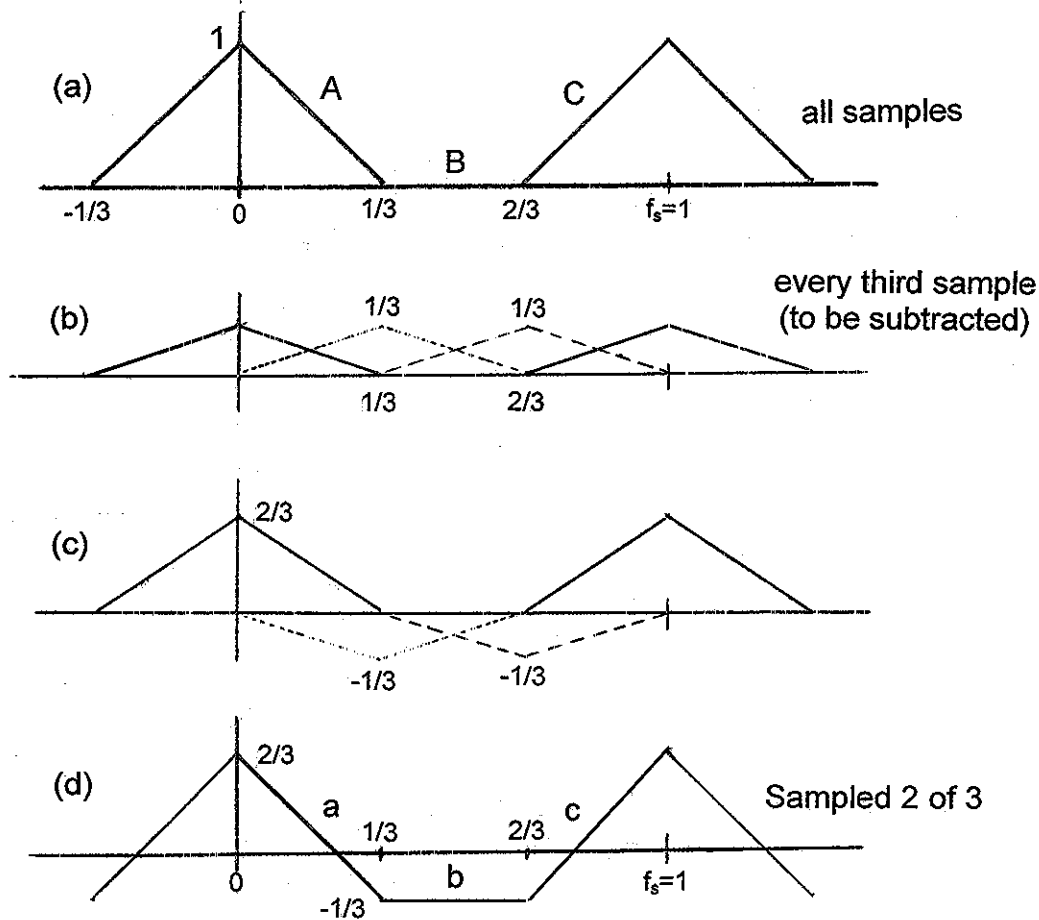 1
(a)
A
C
all samples
B
-1/3
0
1/3
2/3
fs=1
every third sample
(to be subtracted)
(b)
1/3
1/3
1/3
2/3
(c)
2/3
-1/3
-1/3
(d)
2/3
a
1/3
2/3
c
Sampled 2 of 3
0
b
fs=1
-1/3